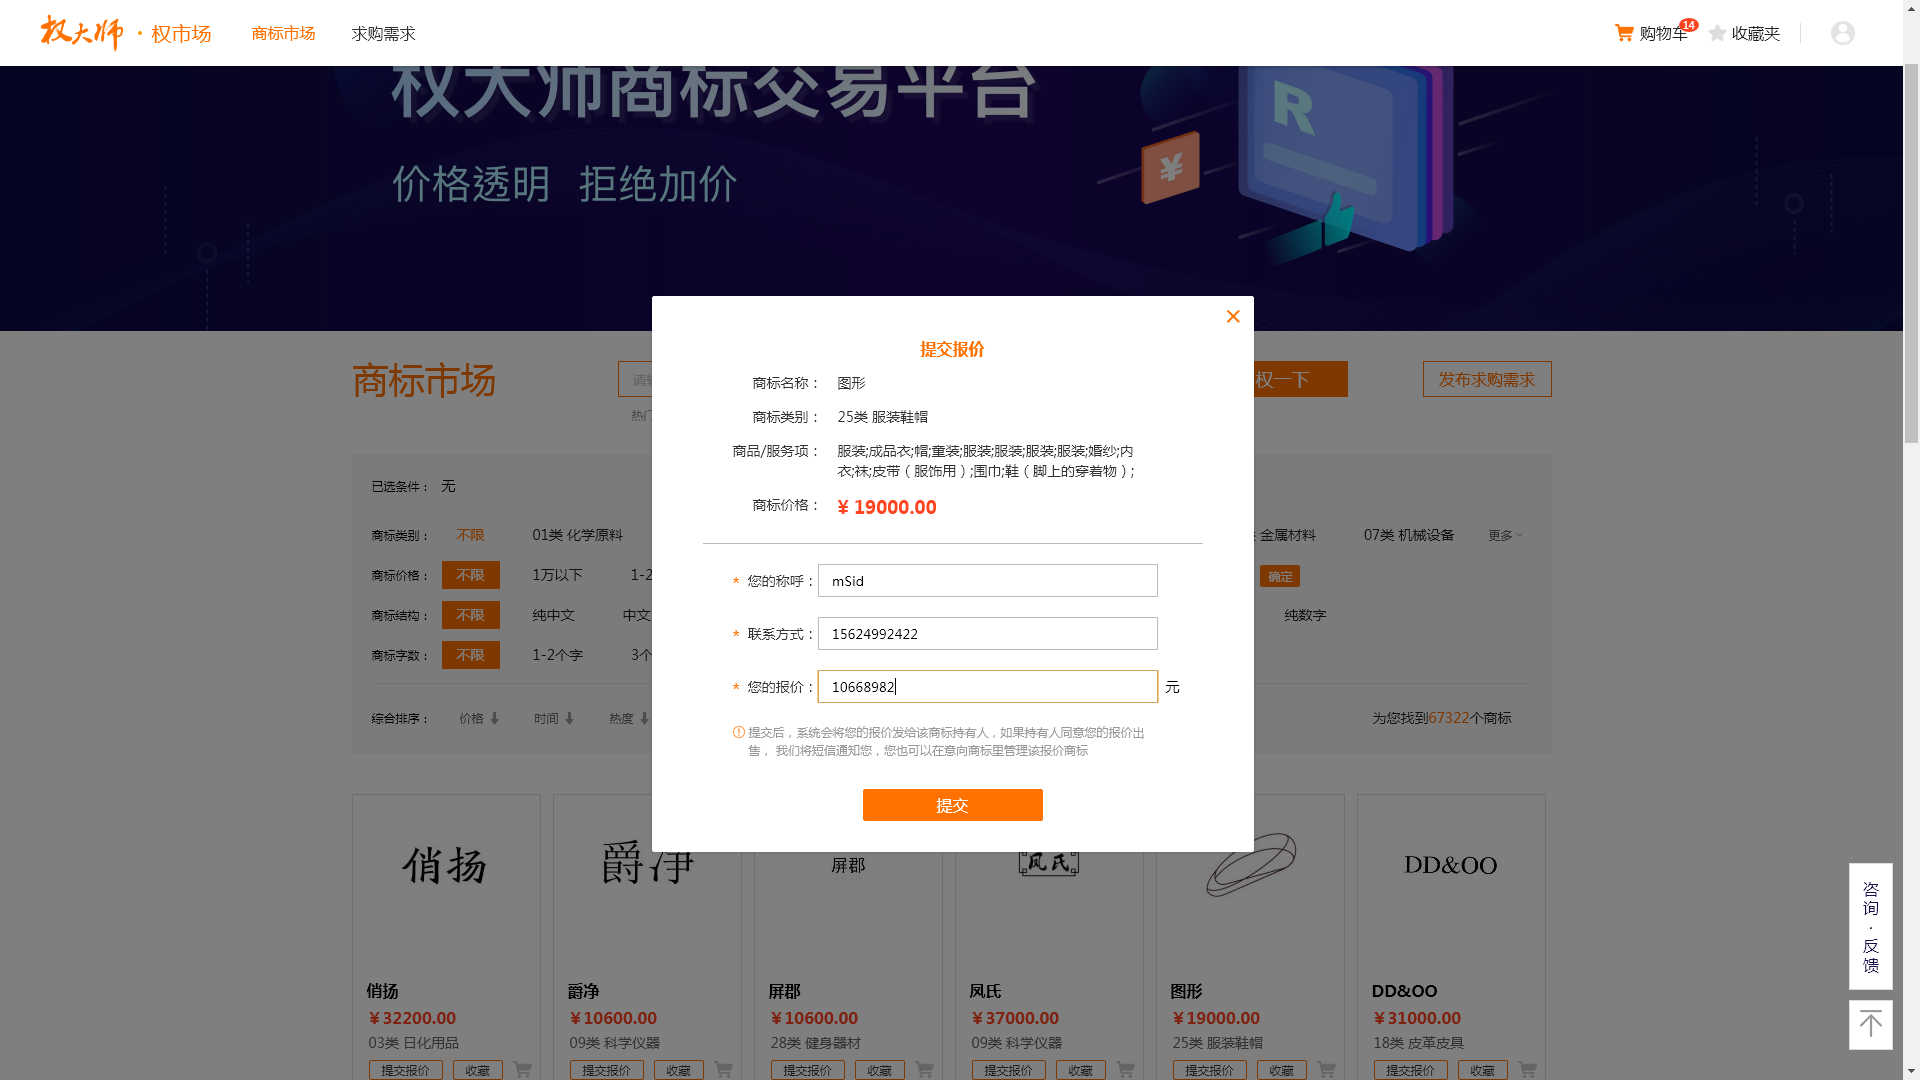 权大师 · 权市场 商标市场 求购需求 购物车 14 收藏夹
权大师商标交易平台
R
¥
价格透明 拒绝加价
×
提交报价
商标名称： 图形
商标类别： 25类 服装鞋帽
商品/服务项： 服装;成品衣;帽;童装;服装;服装;服装;服装;婚纱;内
衣;袜;皮带（服饰用）;围巾;鞋（脚上的穿着物）;
商标价格： ¥ 19000.00
* 您的称呼： mSid
* 联系方式： 15624992422
* 您的报价： 10668982 元
提交后，系统会将您的报价发给该商标持有人，如果持有人同意您的报价出
售， 我们将短信通知您，您也可以在意向商标里管理该报价商标
提交
商标市场 权一下 发布求购需求
热门
已选条件： 无
商标类别： 不限 01类 化学原料 金属材料 07类 机械设备 更多
商标价格： 不限 1万以下 1-2 确定
商标结构： 不限 纯中文 中文 纯数字
商标字数： 不限 1-2个字 3个
综合排序： 价格 时间 热度 为您找到67322个商标
俏扬 爵净 屏郡 凤氏 DD&OO
俏扬 爵净 屏郡 凤氏 图形 DD&OO
￥32200.00 ￥10600.00 ￥10600.00 ￥37000.00 ￥19000.00 ￥31000.00
03类 日化用品 09类 科学仪器 28类 健身器材 09类 科学仪器 25类 服装鞋帽 18类 皮革皮具
提交报价 收藏 提交报价 收藏 提交报价 收藏 提交报价 收藏 提交报价 收藏 提交报价 收藏
咨
询
·
反
馈